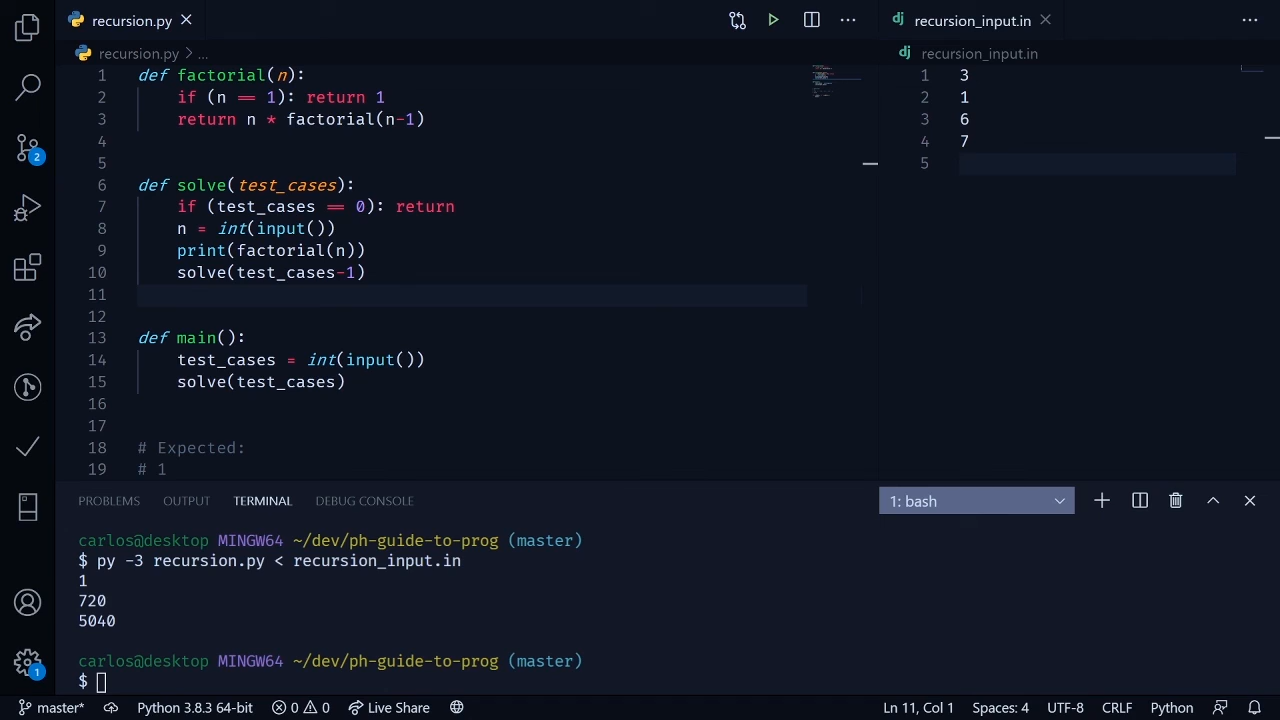 recursion.py
recursion_input.in
recursion.py > ...
recursion_input.in
1 def factorial(n):
2     if (n == 1): return 1
3     return n * factorial(n-1)
4
5
6 def solve(test_cases):
7     if (test_cases == 0): return
8     n = int(input())
9     print(factorial(n))
10     solve(test_cases-1)
11
12
13 def main():
14     test_cases = int(input())
15     solve(test_cases)
16
17
18 # Expected:
19 # 1
1 3
2 1
3 6
4 7
5
2
1
PROBLEMS OUTPUT TERMINAL DEBUG CONSOLE 1: bash
carlos@desktop MINGW64 ~/dev/ph-guide-to-prog (master)
$ py -3 recursion.py < recursion_input.in
1
720
5040
carlos@desktop MINGW64 ~/dev/ph-guide-to-prog (master)
$
master* Python 3.8.3 64-bit 0 0 Live Share Ln 11, Col 1 Spaces: 4 UTF-8 CRLF Python